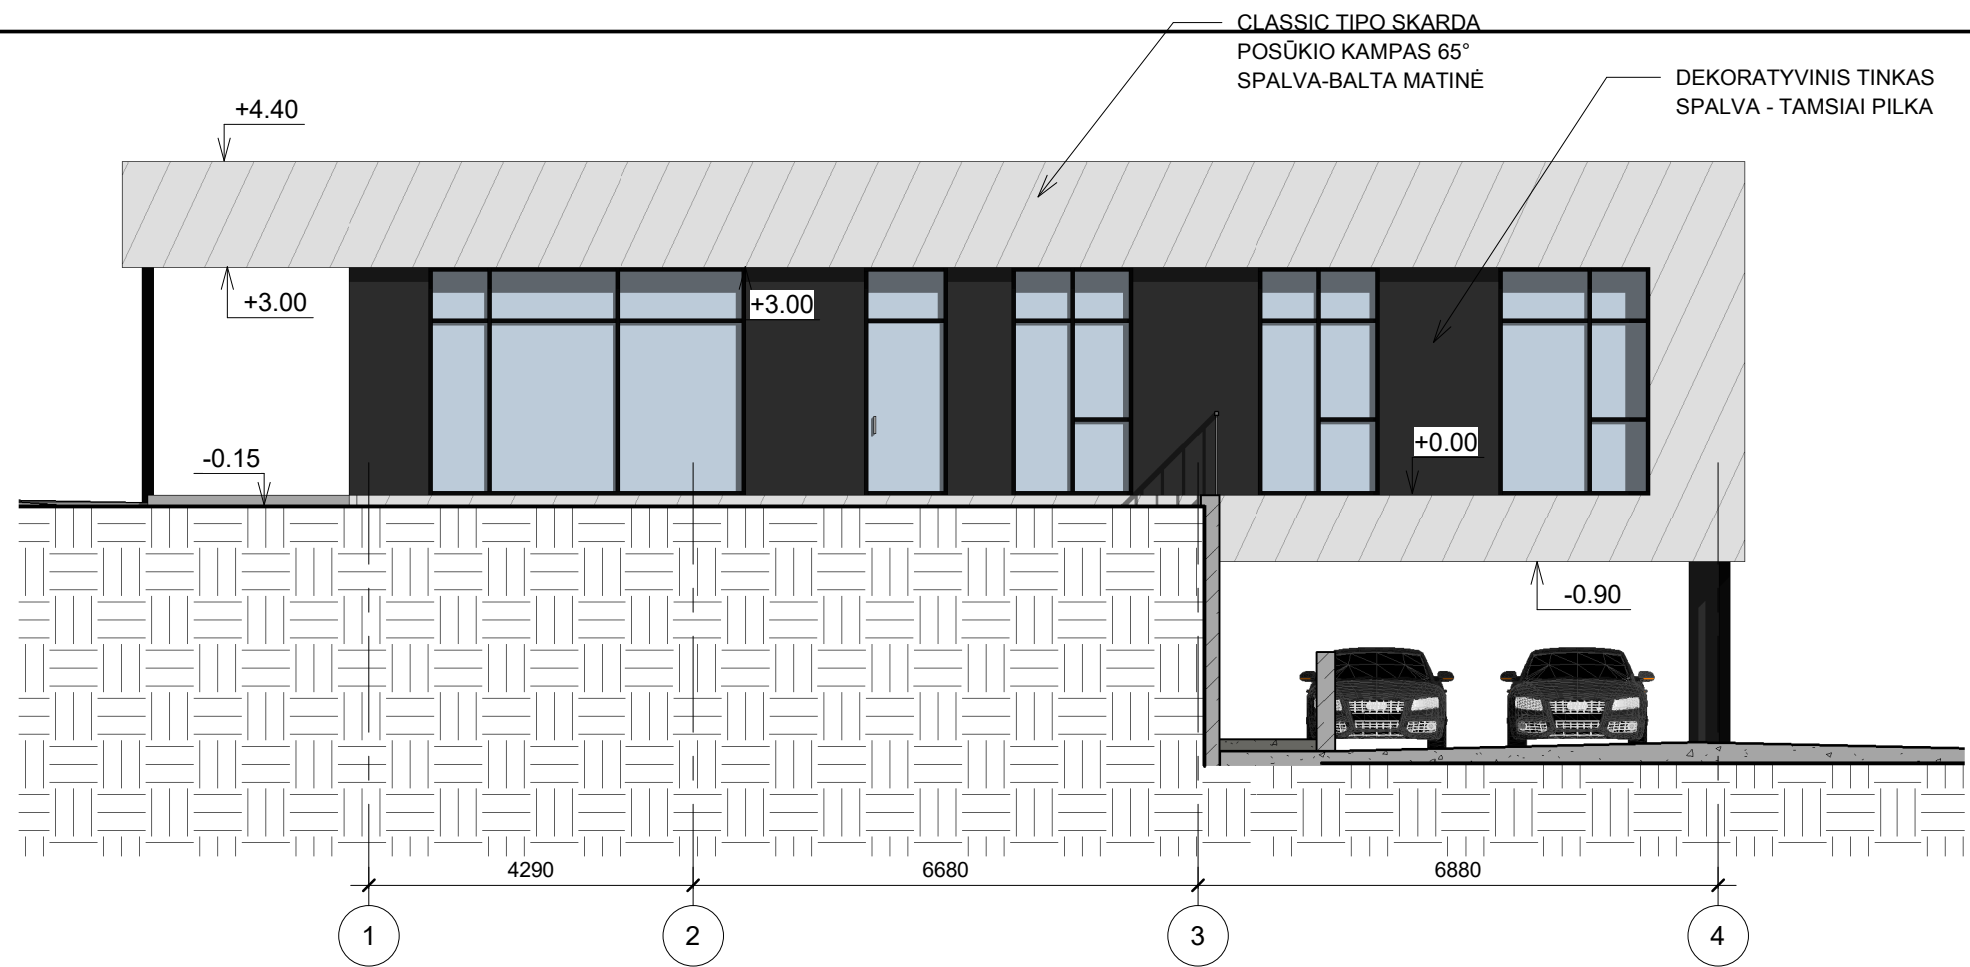 CLASSIC TIPO SKARDA
POSŪKIO KAMPAS 65°
SPALVA-BALTA MATINĖ
DEKORATYVINIS TINKAS
SPALVA - TAMSIAI PILKA
+4.40
+3.00
+3.00
-0.15
+0.00
-0.90
4290
6680
6880
1
2
3
4